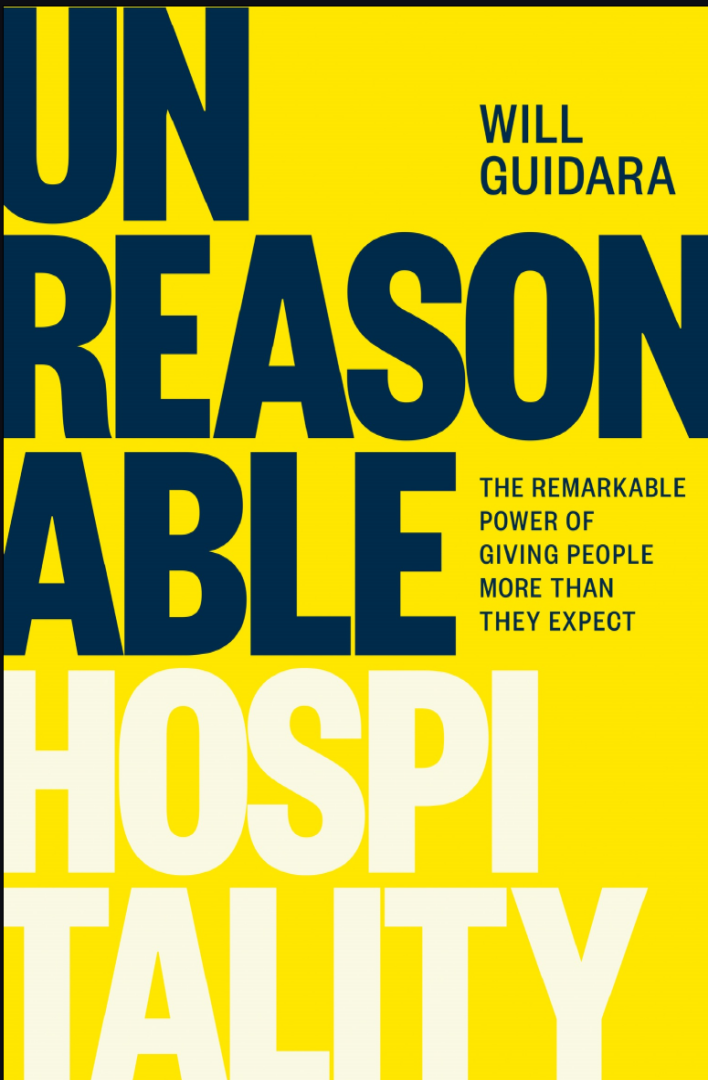 UN
WILL
GUIDARA
REASON
ABLE
THE REMARKABLE
POWER OF
GIVING PEOPLE
MORE THAN
THEY EXPECT
HOSPI
TALITY